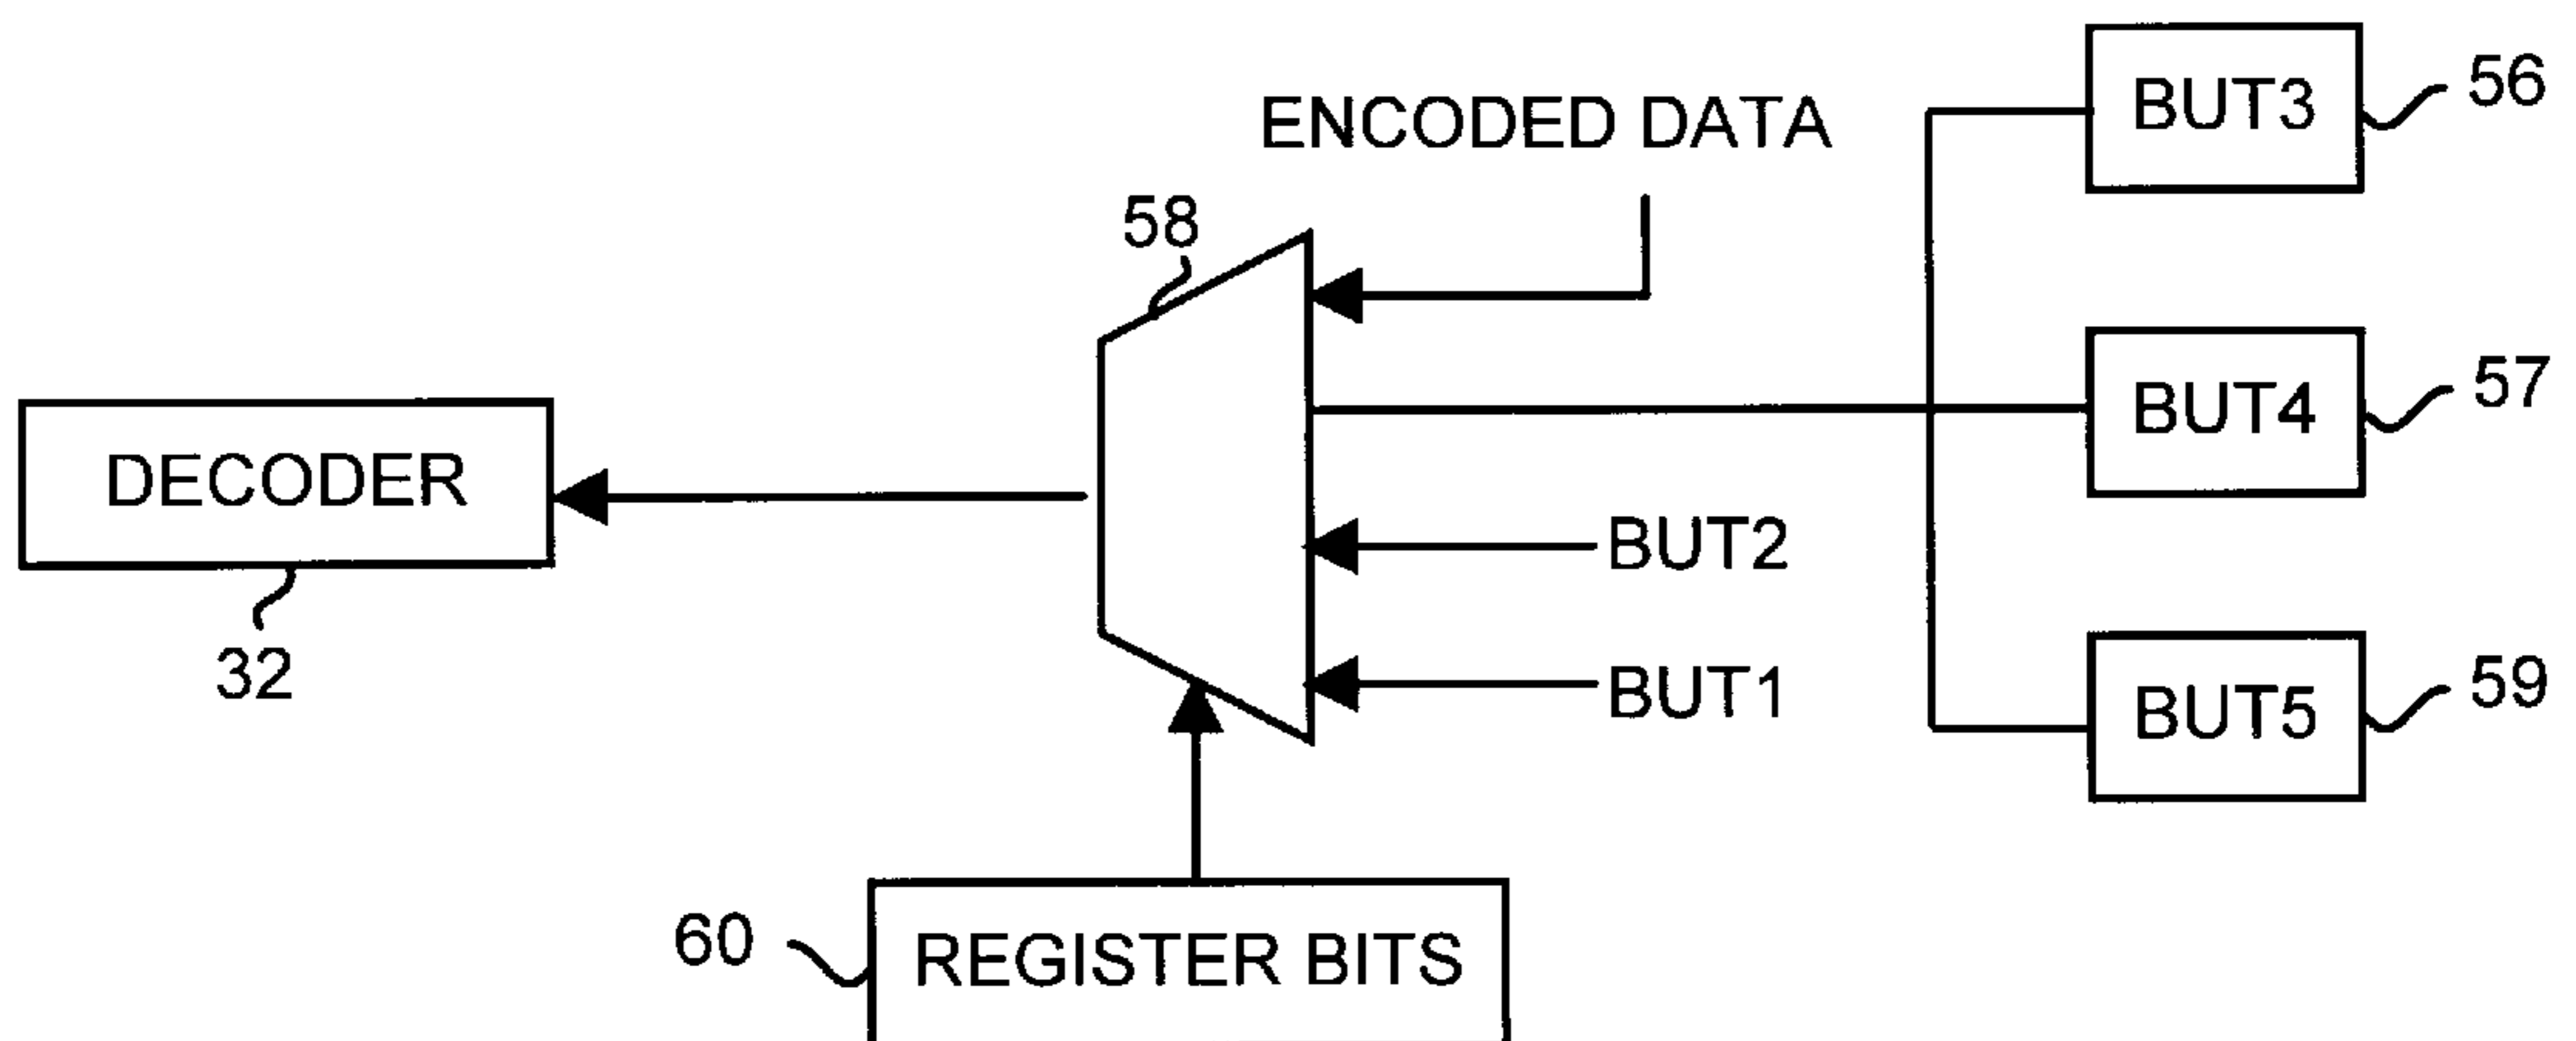 BUT3
56
ENCODED DATA
58
BUT4
57
DECODER
BUT2
32
BUT1
BUT5
59
60
REGISTER BITS